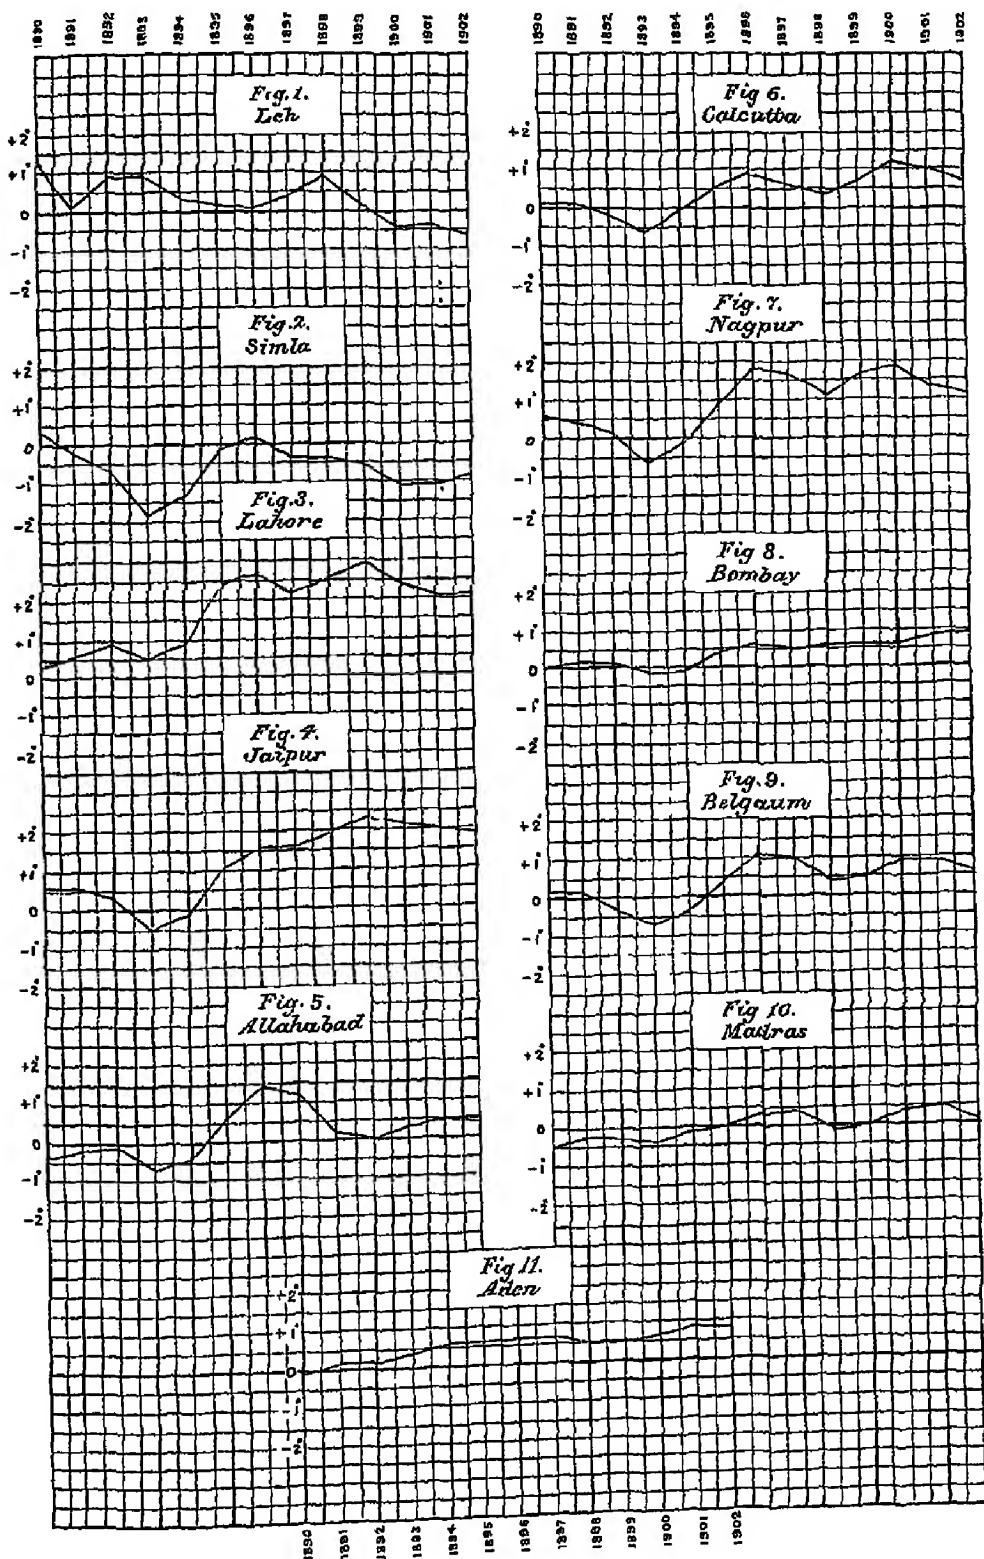 1890 1891 1892 1893 1894 1895 1896 1897 1898 1899 1900 1901 1902
Fig. 1.
Leh
+2°
+1°
0
-1°
-2°
Fig. 2.
Simla
+2°
+1°
0
-1°
-2°
Fig. 3.
Lahore
+2°
+1°
0
-1°
-2°
Fig. 4.
Jaipur
+2°
+1°
0
-1°
-2°
Fig. 5.
Allahabad
+2°
+1°
0
-1°
-2°
1890 1891 1892 1893 1894 1895 1896 1897 1898 1899 1900 1901 1902
Fig 6.
Calcutta
+2°
+1°
0
-1°
-2°
Fig. 7.
Nagpur
+2°
+1°
0
-1°
-2°
Fig 8.
Bombay
+2°
+1°
0
-1°
-2°
Fig. 9.
Belgaum
+2°
+1°
0
-1°
-2°
Fig 10.
Madras
+2°
+1°
0
-1°
-2°
Fig 11.
Aden
+2°
+1°
0
-1°
-2°
1890 1891 1892 1893 1894 1895 1896 1897 1898 1899 1900 1901 1902